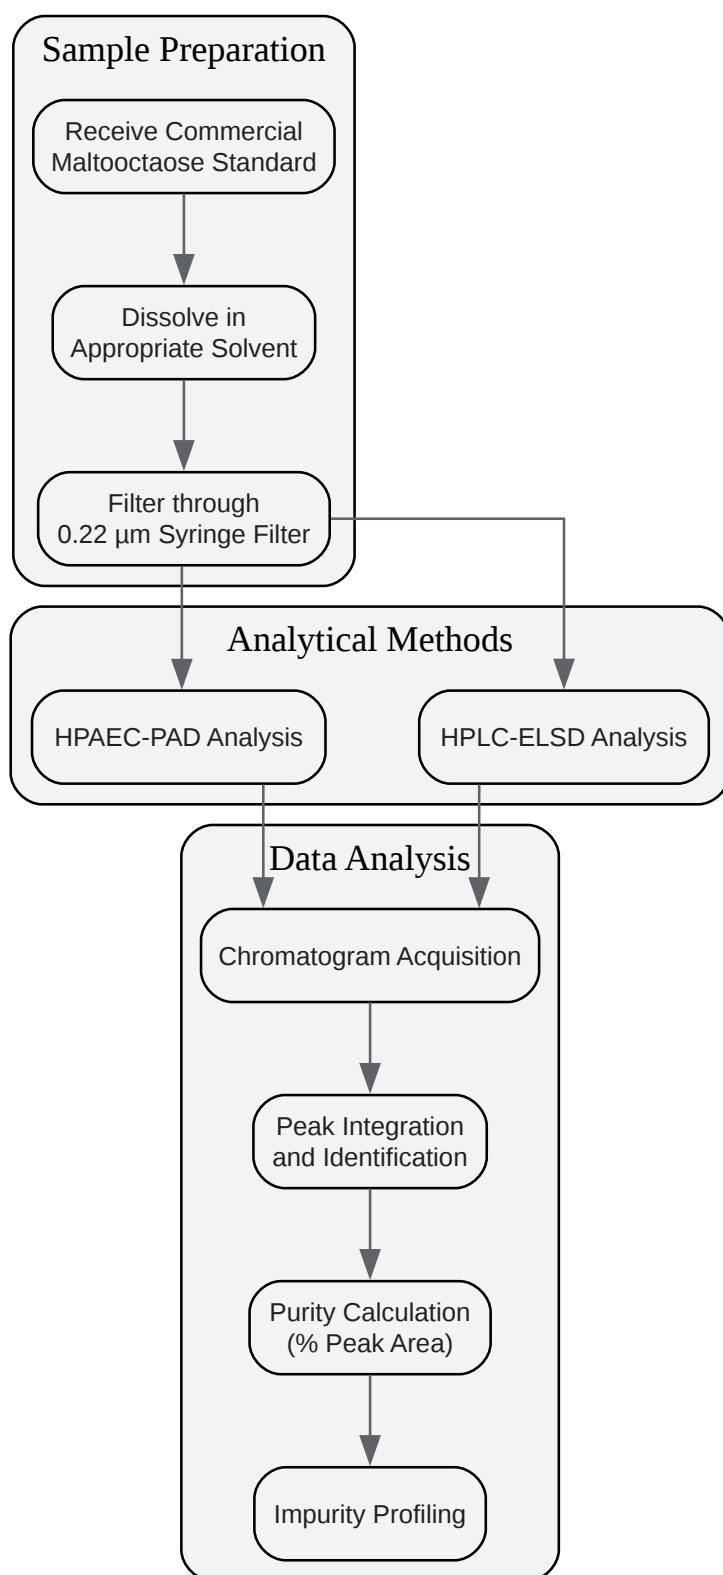 Sample Preparation
Receive Commercial
Maltooctaose Standard
Dissolve in
Appropriate Solvent
Filter through
0.22 µm Syringe Filter
Analytical Methods
HPAEC-PAD Analysis
HPLC-ELSD Analysis
Data Analysis
Chromatogram Acquisition
Peak Integration
and Identification
Purity Calculation
(% Peak Area)
Impurity Profiling